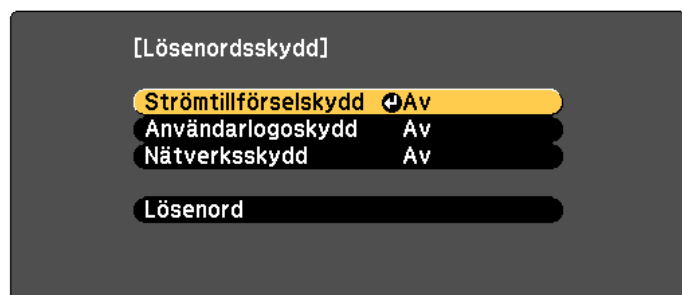 [Lösenordsskydd]
Strömtillförselskydd Av
Användarlogoskydd Av
Nätverksskydd Av
Lösenord